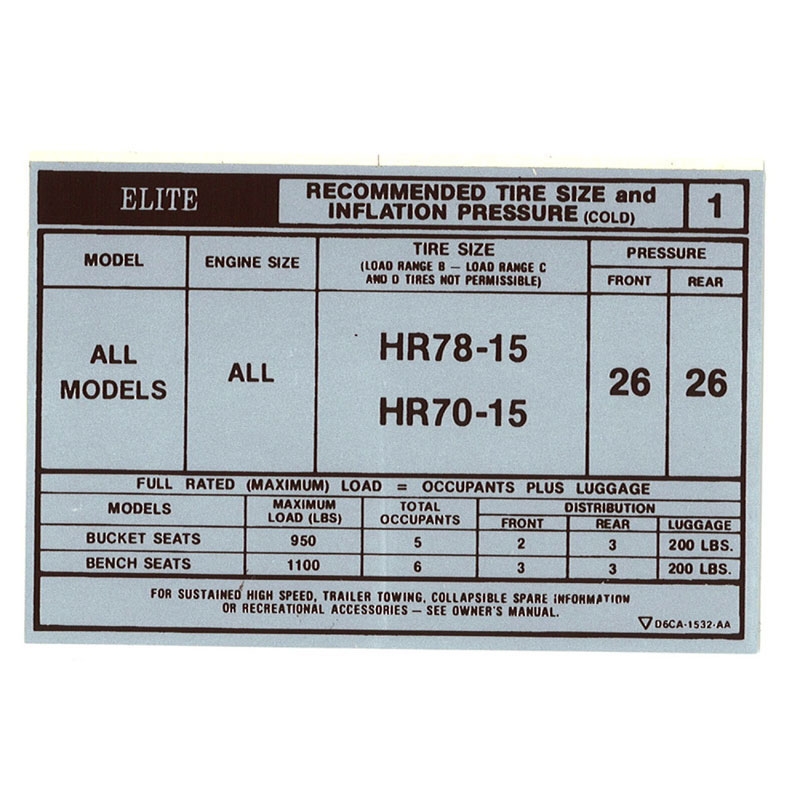 ELITE
RECOMMENDED TIRE SIZE and
INFLATION PRESSURE (COLD)
1
MODEL
ENGINE SIZE
TIRE SIZE
(LOAD RANGE B — LOAD RANGE C
AND D TIRES NOT PERMISSIBLE)
PRESSURE
FRONT REAR
ALL
MODELS
ALL
HR78-15
HR70-15
26 26
FULL RATED (MAXIMUM) LOAD = OCCUPANTS PLUS LUGGAGE
MODELS
MAXIMUM
LOAD (LBS)
TOTAL
OCCUPANTS
DISTRIBUTION
FRONT REAR LUGGAGE
BUCKET SEATS 950 5 2 3 200 LBS.
BENCH SEATS 1100 6 3 3 200 LBS.
FOR SUSTAINED HIGH SPEED, TRAILER TOWING, COLLAPSIBLE SPARE INFORMATION
OR RECREATIONAL ACCESSORIES — SEE OWNER'S MANUAL.
D6CA-1532-AA